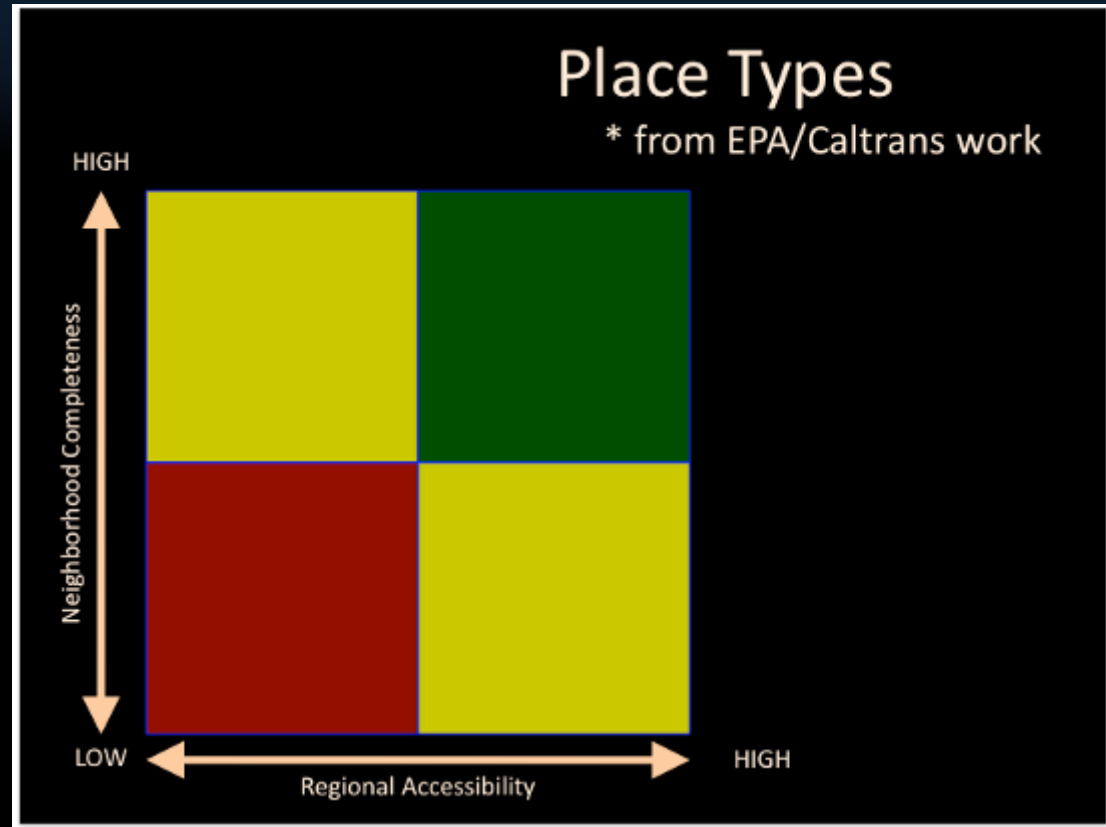 Place Types
* from EPA/Caltrans work
HIGH
Neighborhood Completeness
LOW
HIGH
Regional Accessibility